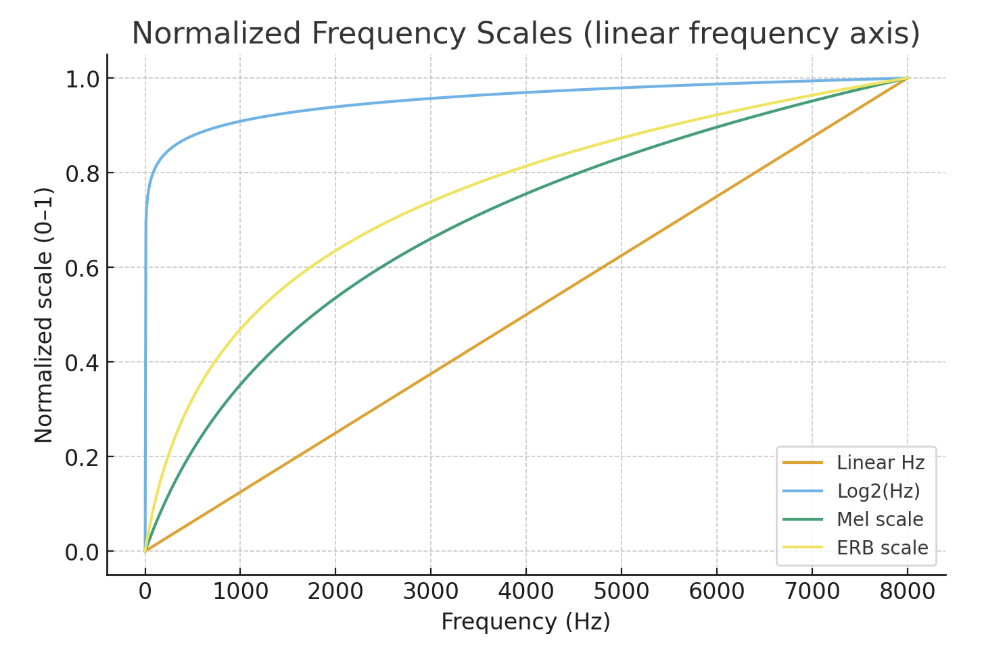 Normalized Frequency Scales (linear frequency axis)
Normalized scale (0–1)
1.0
0.8
0.6
0.4
0.2
0.0
Linear Hz
Log2(Hz)
Mel scale
ERB scale
0 1000 2000 3000 4000 5000 6000 7000 8000
Frequency (Hz)